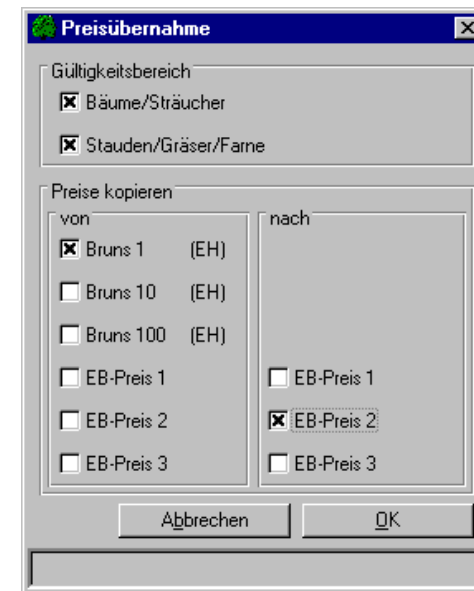 Preisübernahme
Gültigkeitsbereich
Bäume/Sträucher
Stauden/Gräser/Farne
Preise kopieren
von
Bruns 1 (EH)
Bruns 10 (EH)
Bruns 100 (EH)
EB-Preis 1
EB-Preis 2
EB-Preis 3
nach
EB-Preis 1
EB-Preis 2
EB-Preis 3
Abbrechen
OK